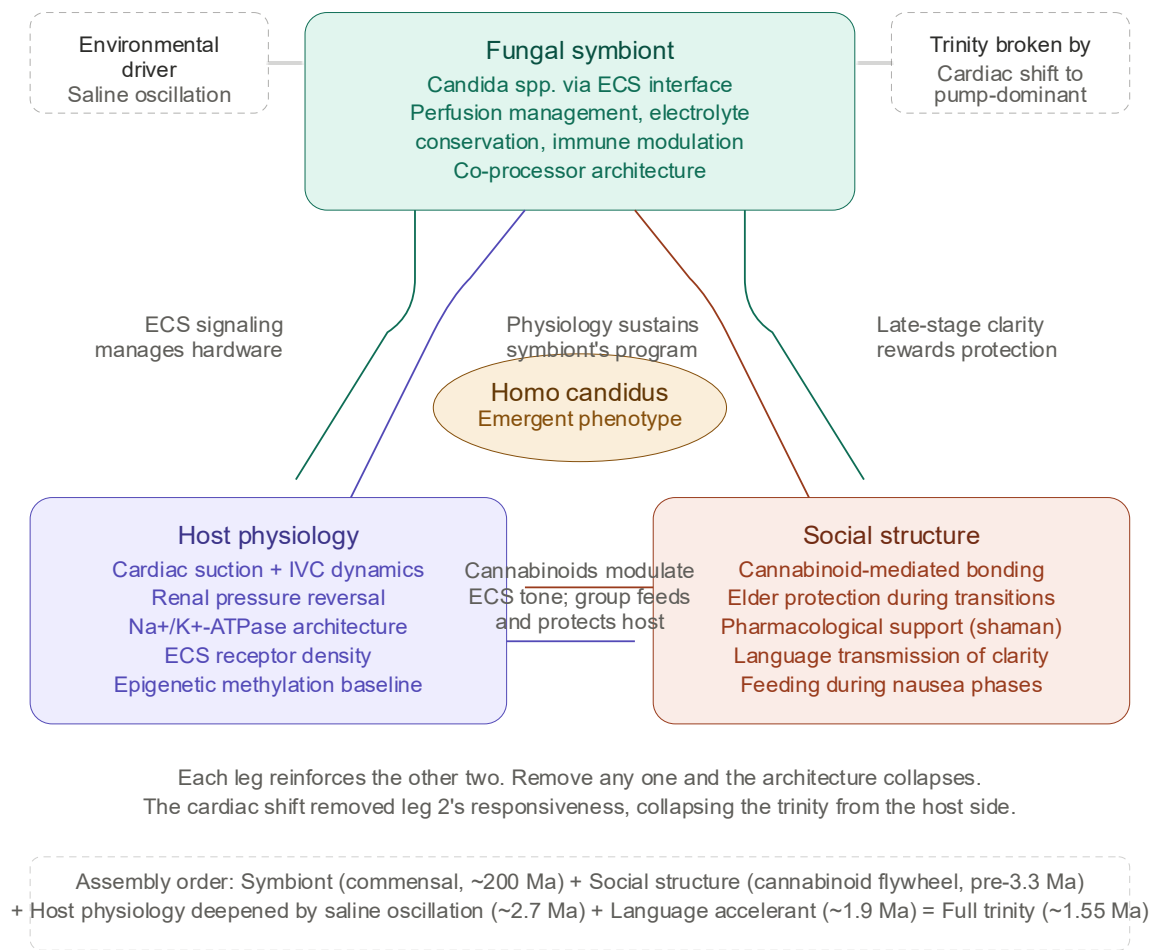 Environmental
driver
Saline oscillation
Fungal symbiont
Candida spp. via ECS interface
Perfusion management, electrolyte
conservation, immune modulation
Co-processor architecture
Trinity broken by
Cardiac shift to
pump-dominant
ECS signaling
manages hardware
Physiology sustains
symbiont's program
Late-stage clarity
rewards protection
Homo candidus
Emergent phenotype
Host physiology
Cardiac suction + IVC dynamics
Renal pressure reversal
Na+/K+-ATPase architecture
ECS receptor density
Epigenetic methylation baseline
Cannabinoids modulate
ECS tone; group feeds
and protects host
Social structure
Cannabinoid-mediated bonding
Elder protection during transitions
Pharmacological support (shaman)
Language transmission of clarity
Feeding during nausea phases
Each leg reinforces the other two. Remove any one and the architecture collapses.
The cardiac shift removed leg 2's responsiveness, collapsing the trinity from the host side.
Assembly order: Symbiont (commensal, ~200 Ma) + Social structure (cannabinoid flywheel, pre-3.3 Ma)
+ Host physiology deepened by saline oscillation (~2.7 Ma) + Language accelerant (~1.9 Ma) = Full trinity (~1.55 Ma)